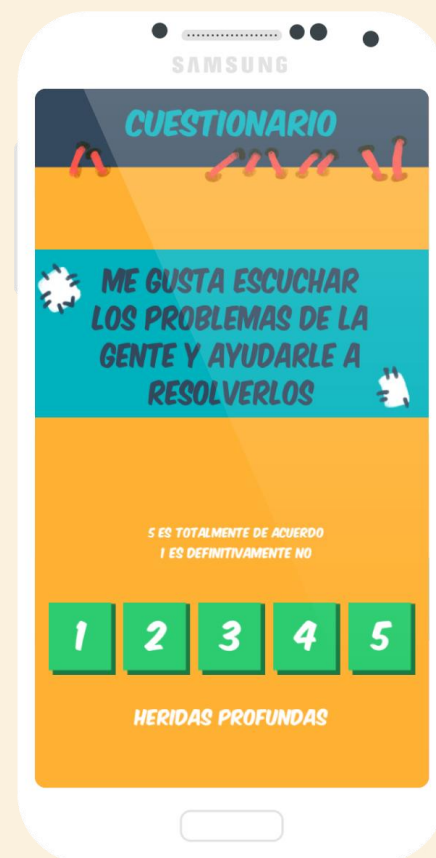 SAMSUNG
CUESTIONARIO
ME GUSTA ESCUCHAR
LOS PROBLEMAS DE LA
GENTE Y AYUDARLE A
RESOLVERLOS
5 ES TOTALMENTE DE ACUERDO
1 ES DEFINITIVAMENTE NO
1 2 3 4 5
HERIDAS PROFUNDAS